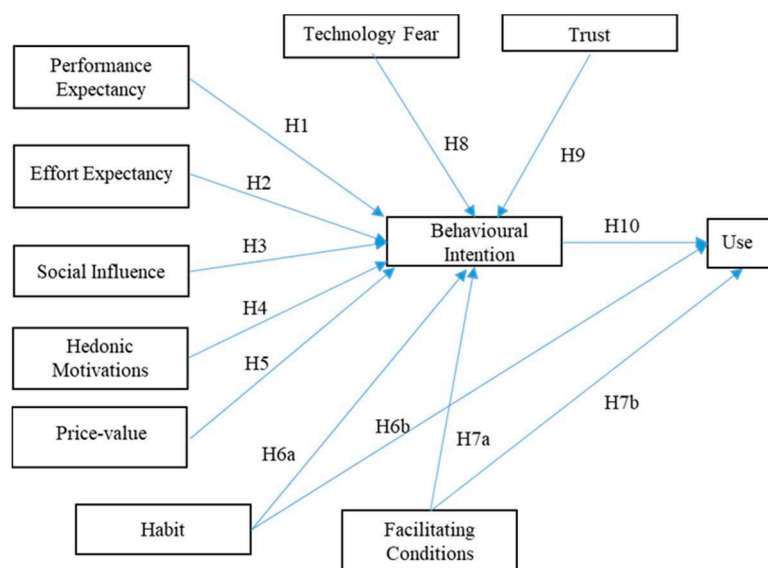 Technology Fear
Trust
Performance
Expectancy
H1
H8
H9
Effort Expectancy
H2
Behavioural
Intention
H10
Use
Social Influence
H3
H4
Hedonic
Motivations
H5
Price-value
H6a
H6b
H7a
H7b
Habit
Facilitating
Conditions